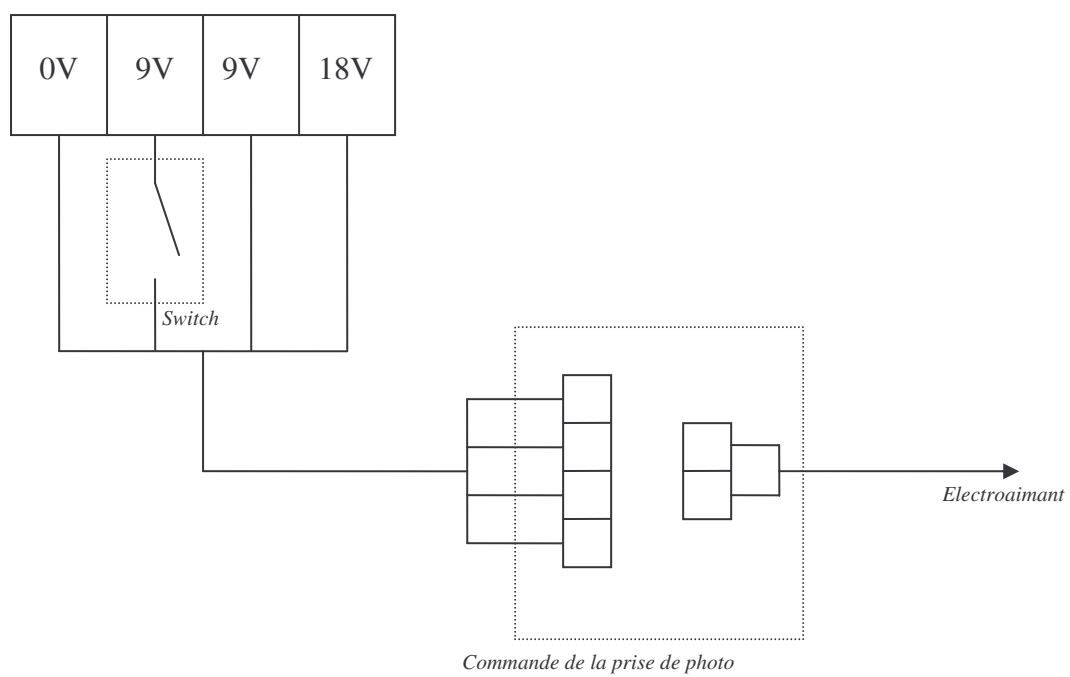 0V 9V 9V 18V
Switch
Electroaimant
Commande de la prise de photo